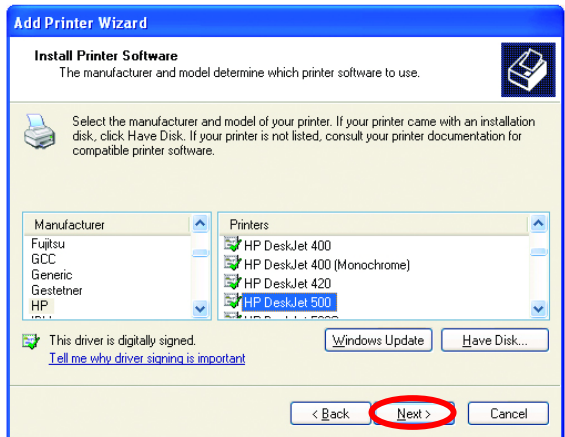 Add Printer Wizard
Install Printer Software
The manufacturer and model determine which printer software to use.
Select the manufacturer and model of your printer. If your printer came with an installation
disk, click Have Disk. If your printer is not listed, consult your printer documentation for
compatible printer software.
Manufacturer
Fujitsu
GCC
Generic
Gestetner
HP
Printers
HP DeskJet 400
HP DeskJet 400 (Monochrome)
HP DeskJet 420
HP DeskJet 500
This driver is digitally signed.
Tell me why driver signing is important
Windows Update
Have Disk...
< Back
Next >
Cancel